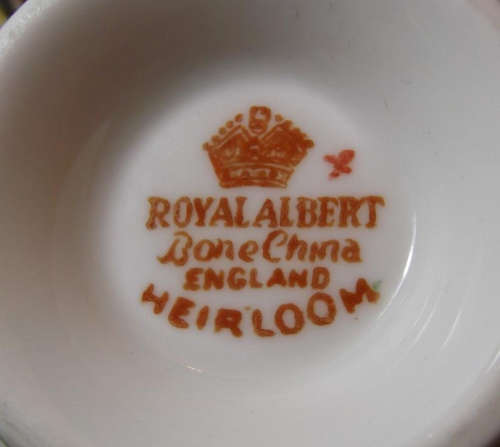 ROYAL ALBERT
Bone China
ENGLAND
HEIRLOOM